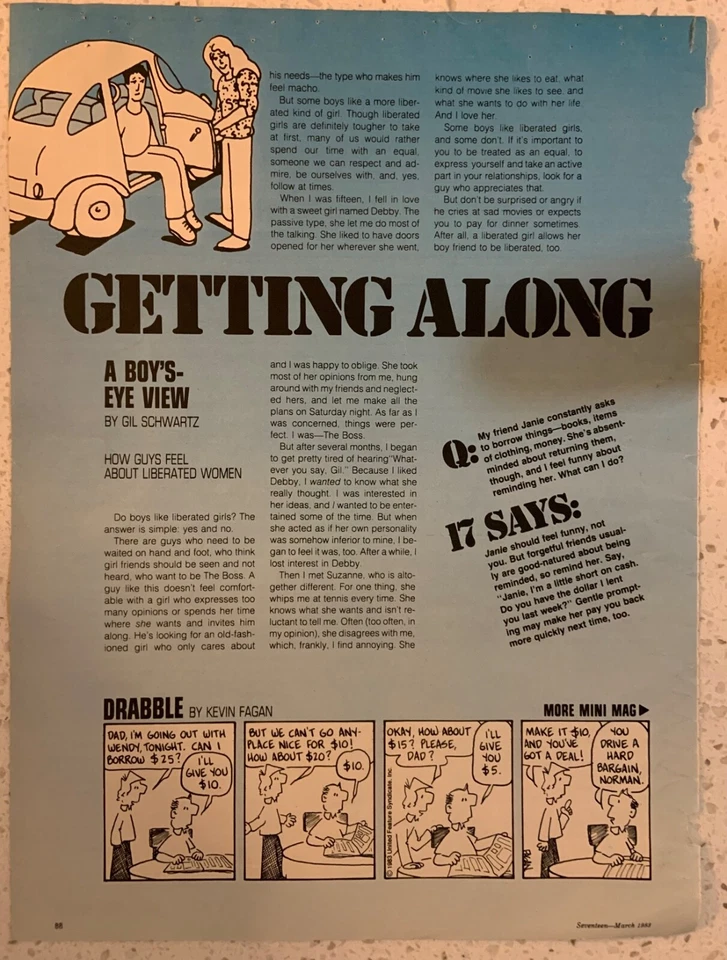 GETTING ALONG
A BOY'S-
EYE VIEW
BY GIL SCHWARTZ
HOW GUYS FEEL
ABOUT LIBERATED WOMEN
Do boys like liberated girls? The
answer is simple: yes and no.
There are guys who need to be
waited on hand and foot, who think
girl friends should be seen and not
heard, who want to be The Boss. A
guy like this doesn't feel comfort-
able with a girl who expresses too
many opinions or spends her time
where she wants and invites him
along. He's looking for an old-fash-
ioned girl who only cares about
his needs—the type who makes him
feel macho.
But some boys like a more liber-
ated kind of girl. Though liberated
girls are definitely tougher to take
at first, many of us would rather
spend our time with an equal,
someone we can respect and ad-
mire, be ourselves with, and, yes,
follow at times.
When I was fifteen, I fell in love
with a sweet girl named Debby. The
passive type, she let me do most of
the talking. She liked to have doors
opened for her wherever she went,
and I was happy to oblige. She took
most of her opinions from me, hung
around with my friends and neglect-
ed hers, and let me make all the
plans on Saturday night. As far as I
was concerned, things were per-
fect. I was—The Boss.
But after several months, I began
to get pretty tired of hearing "What-
ever you say, Gil." Because I liked
Debby, I wanted to know what she
really thought. I was interested in
her ideas, and I wanted to be enter-
tained some of the time. But when
she acted as if her own personality
was somehow inferior to mine, I be-
gan to feel it was, too. After a while, I
lost interest in Debby.
Then I met Suzanne, who is alto-
gether different. For one thing, she
whips me at tennis every time. She
knows what she wants and isn't re-
luctant to tell me. Often (too often, in
my opinion), she disagrees with me,
which, frankly, I find annoying. She
knows where she likes to eat, what
kind of movie she likes to see, and
what she wants to do with her life.
And I love her.
Some boys like liberated girls,
and some don't. If it's important to
you to be treated as an equal, to
express yourself and take an active
part in your relationships, look for a
guy who appreciates that.
But don't be surprised or angry if
he cries at sad movies or expects
you to pay for dinner sometimes.
After all, a liberated girl allows her
boy friend to be liberated, too.
Q: My friend Janie constantly asks
to borrow things—books, items
of clothing, money. She's absent-
minded about returning them,
though, and I feel funny about
reminding her. What can I do?
17 SAYS:
Janie should feel funny, not
you. But forgetful friends usual-
ly are good-natured about being
reminded, so remind her. Say,
"Janie, I'm a little short on cash.
Do you have the dollar I lent
you last week?" Gentle prompt-
ing may make her pay you back
more quickly next time, too.
DRABBLE BY KEVIN FAGAN
MORE MINI MAG▶
DAD, I'M GOING OUT WITH
WENDY, TONIGHT. CAN I
BORROW $25?
I'LL
GIVE YOU
$10.
BUT WE CAN'T GO ANY-
PLACE NICE FOR $10!
HOW ABOUT $20?
$10.
OKAY, HOW ABOUT
$15? PLEASE,
DAD?
I'LL
GIVE
YOU
$5.
© 1983 United Feature Syndicate, Inc.
MAKE IT $10,
AND YOU'VE
GOT A DEAL!
YOU
DRIVE A
HARD
BARGAIN,
NORMAN.
Seventeen—March 1983